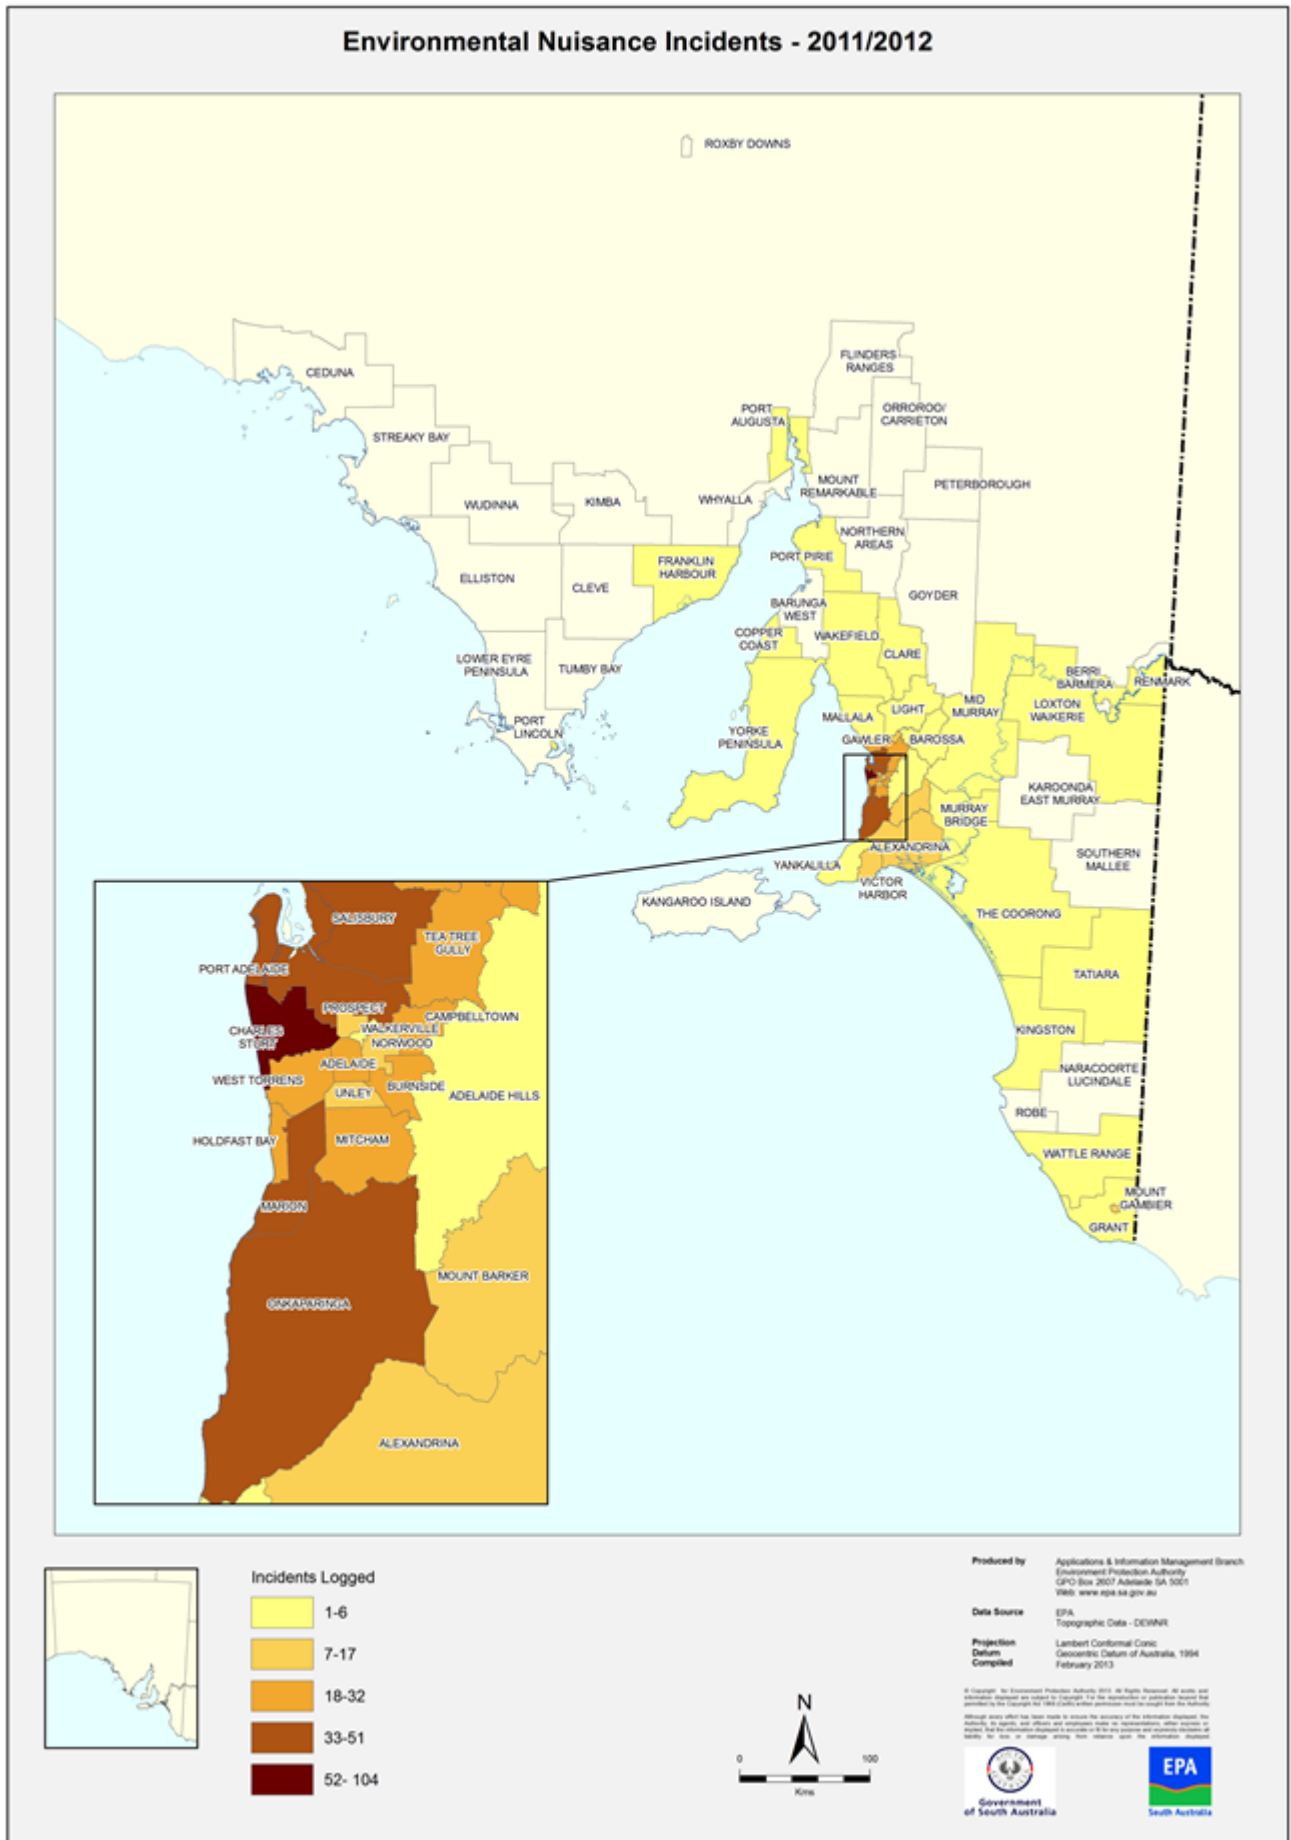 Environmental Nuisance Incidents - 2011/2012
ROXBY DOWNS
CEDUNA
STREAKY BAY
WUDINNA
KIMBA
WHYALLA
PORT
AUGUSTA
FLINDERS
RANGES
ORROROO/
CARRIETON
MOUNT
REMARKABLE
PETERBOROUGH
NORTHERN
AREAS
PORT PIRIE
FRANKLIN
HARBOUR
ELLISTON
CLEVE
BARUNGA
WEST
GOYDER
COPPER
COAST
WAKEFIELD
CLARE
LOWER EYRE
PENINSULA
TUMBY BAY
BERRI
BARMERA
RENMARK
MID
MURRAY
LOXTON
WAIKERIE
LIGHT
MALLALA
PORT
LINCOLN
YORKE
PENINSULA
GAWLER
BAROSSA
KAROONDA
EAST MURRAY
MURRAY
BRIDGE
ALEXANDRINA
SOUTHERN
MALLEE
YANKALILLA
VICTOR
HARBOR
KANGAROO ISLAND
THE COORONG
TATIARA
KINGSTON
NARACOORTE
LUCINDALE
ROBE
WATTLE RANGE
MOUNT
GAMBIER
GRANT
SALISBURY
TEA TREE
GULLY
PORT ADELAIDE
PROSPECT
CAMPBELLTOWN
WALKERVILLE
CHARLES
STURT
NORWOOD
ADELAIDE
WEST TORRENS
BURNSIDE
UNLEY
ADELAIDE HILLS
HOLDFAST BAY
MITCHAM
MARION
MOUNT BARKER
ONKAPARINGA
ALEXANDRINA
Incidents Logged
1-6
7-17
18-32
33-51
52- 104
N
0 100
Kms
Produced by Applications & Information Management Branch
Environment Protection Authority
GPO Box 2607 Adelaide SA 5001
Web: www.epa.sa.gov.au
Data Source EPA
Topographic Data - DEWNR
Projection Lambert Conformal Conic
Datum Geocentric Datum of Australia, 1994
Compiled February 2013
Government
of South Australia
EPA
South Australia